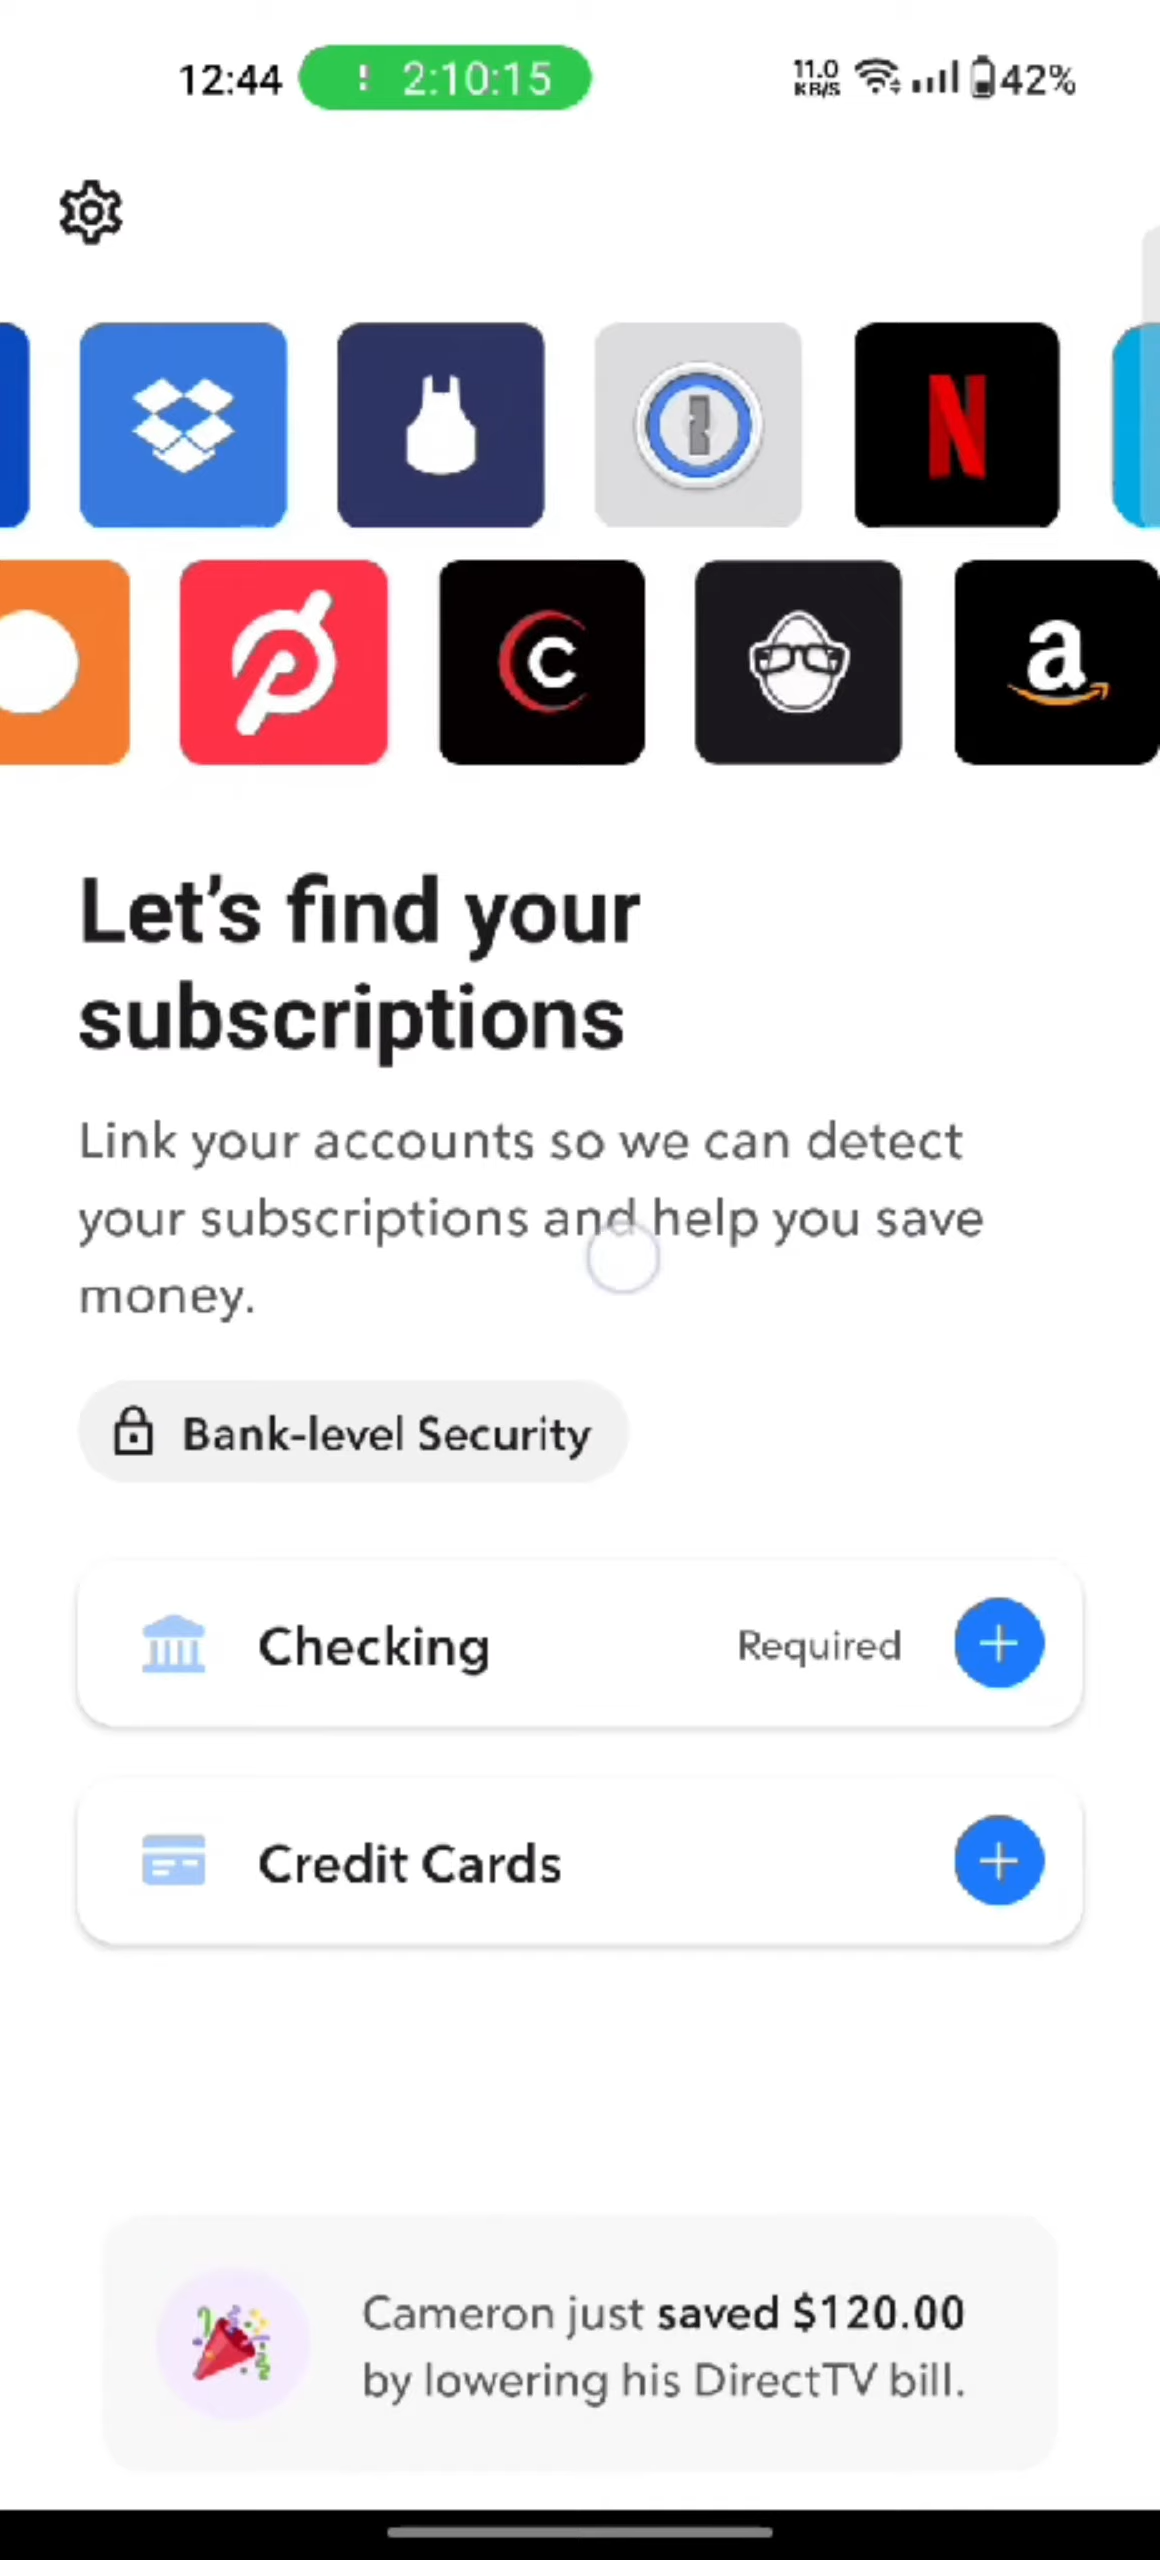 12:44 2:10:15 11.0 KB/S 42%
N
C a
Let's find your
subscriptions
Link your accounts so we can detect
your subscriptions and help you save
money.
Bank-level Security
Checking Required
Credit Cards
Cameron just saved $120.00
by lowering his DirectTV bill.